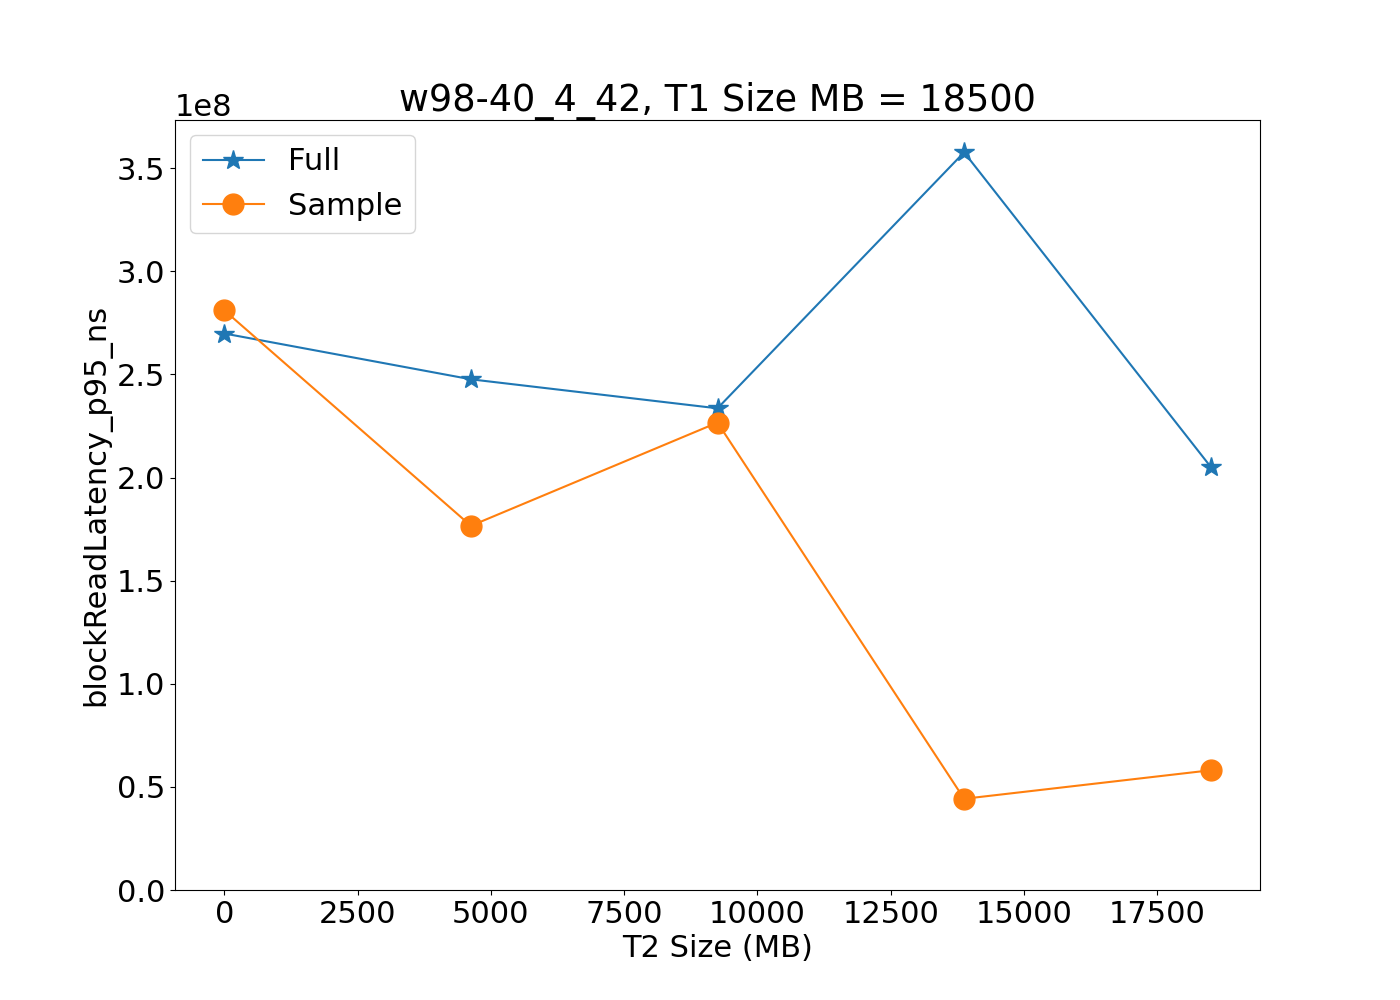 w98-40_4_42, T1 Size MB = 18500
1e8
Full
Sample
3.5
3.0
2.5
2.0
1.5
1.0
0.5
0.0
blockReadLatency_p95_ns
0 2500 5000 7500 10000 12500 15000 17500
T2 Size (MB)